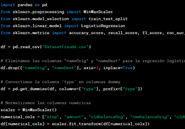 import pandas as pd
from sklearn.preprocessing import MinMaxScaler
from sklearn.model_selection import train_test_split
from sklearn.linear_model import LogisticRegression
from sklearn.metrics import accuracy_score, recall_score, f1_score, roc_auc
df = pd.read_csv("DatasetFraude.csv")
# Eliminamos las columnas "nameOrig" y "nameDest" para la regresión logística
df.drop(["nameOrig", "nameDest"], axis=1, inplace=True)
# Convertimos la columna 'type' en columnas dummy
df = pd.get_dummies(df, columns=['type'], prefix=['type'])
# Normalizamos las columnas numéricas
scaler = MinMaxScaler()
numerical_cols = ["step", "amount", "oldbalanceOrg", "newbalanceOrig",
df[numerical_cols] = scaler.fit_transform(df[numerical_cols])